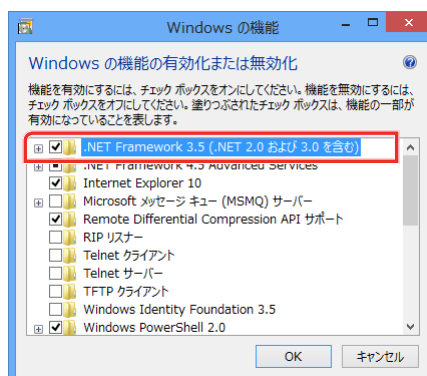 Windows の機能
Windows の機能の有効化または無効化
機能を有効にするには、チェック ボックスをオンにしてください。機能を無効にするには、
チェック ボックスをオフにしてください。塗りつぶされたチェック ボックスは、機能の一部が
有効になっていることを表します。
.NET Framework 3.5 (.NET 2.0 および 3.0 を含む)
.NET Framework 4.5 Advanced Services
Internet Explorer 10
Microsoft メッセージ キュー (MSMQ) サーバー
Remote Differential Compression API サポート
RIP リスナー
Telnet クライアント
Telnet サーバー
TFTP クライアント
Windows Identity Foundation 3.5
Windows PowerShell 2.0
OK
キャンセル